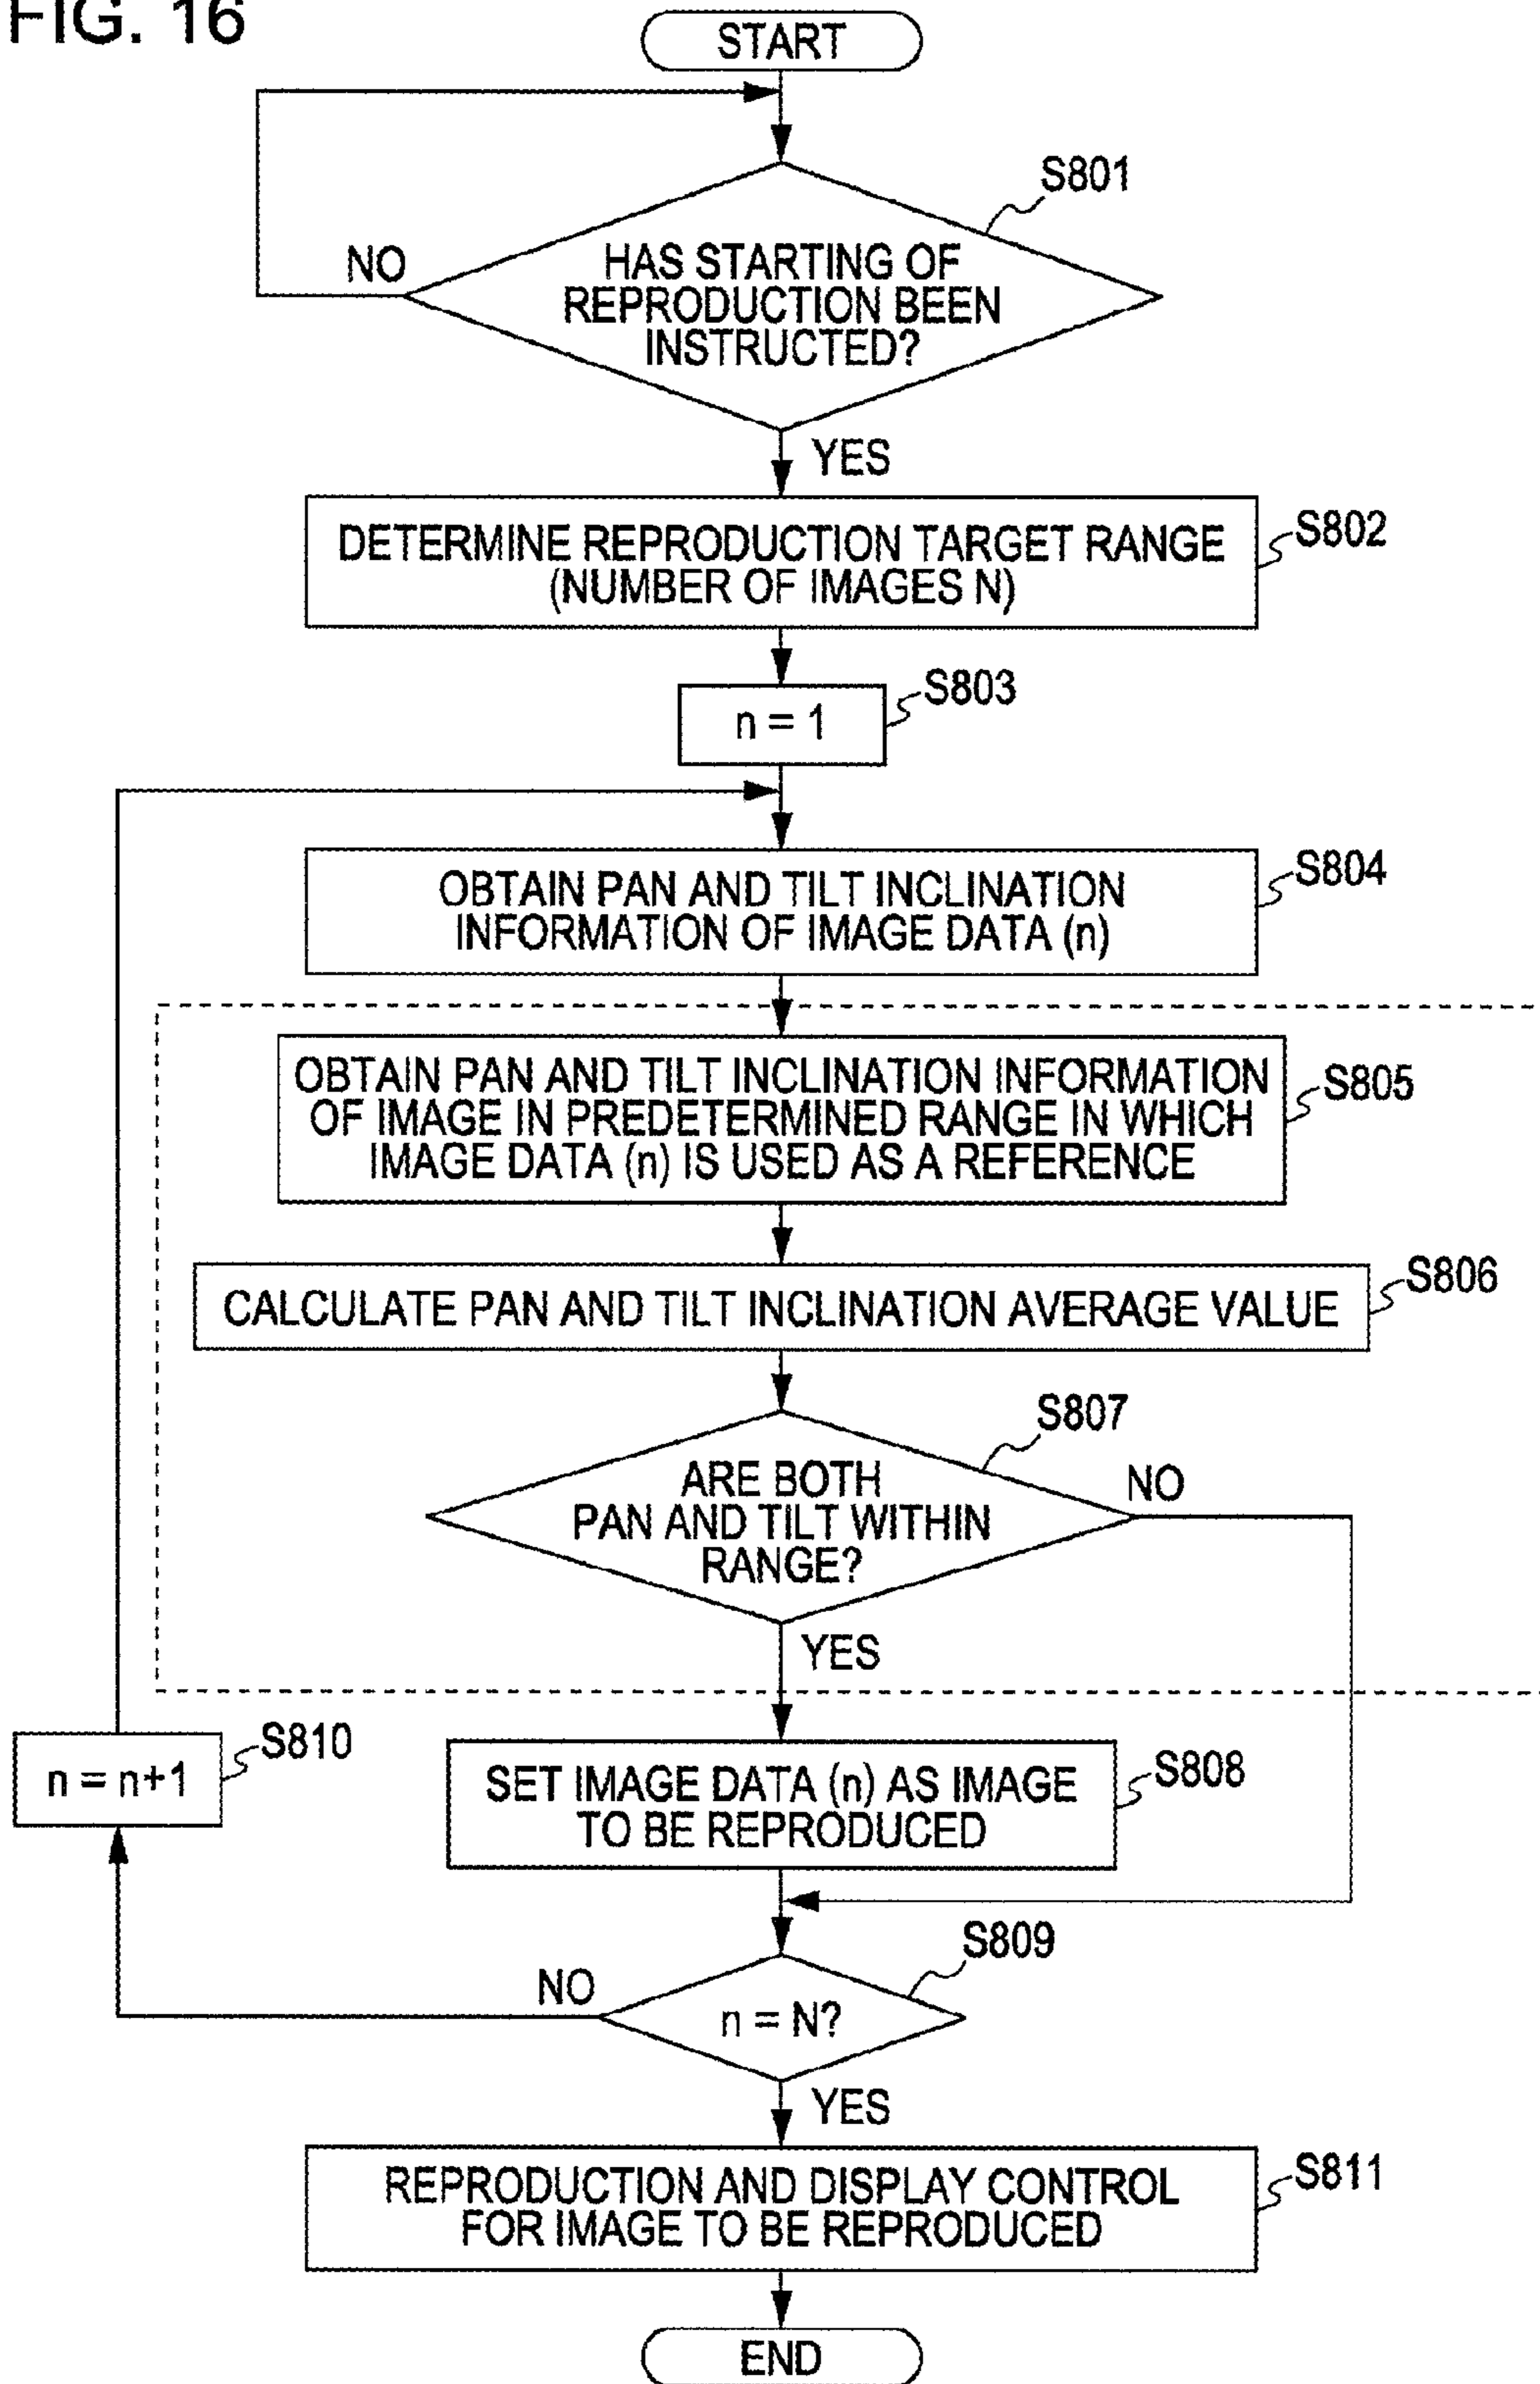 FIG. 16
START
S801
NO
HAS STARTING OF
REPRODUCTION BEEN
INSTRUCTED?
YES
DETERMINE REPRODUCTION TARGET RANGE
(NUMBER OF IMAGES N)
S802
n = 1
S803
OBTAIN PAN AND TILT INCLINATION
INFORMATION OF IMAGE DATA (n)
S804
OBTAIN PAN AND TILT INCLINATION INFORMATION
OF IMAGE IN PREDETERMINED RANGE IN WHICH
IMAGE DATA (n) IS USED AS A REFERENCE
S805
CALCULATE PAN AND TILT INCLINATION AVERAGE VALUE
S806
S807
ARE BOTH
PAN AND TILT WITHIN
RANGE?
NO
YES
n = n+1
S810
SET IMAGE DATA (n) AS IMAGE
TO BE REPRODUCED
S808
S809
NO
n = N?
YES
REPRODUCTION AND DISPLAY CONTROL
FOR IMAGE TO BE REPRODUCED
S811
END